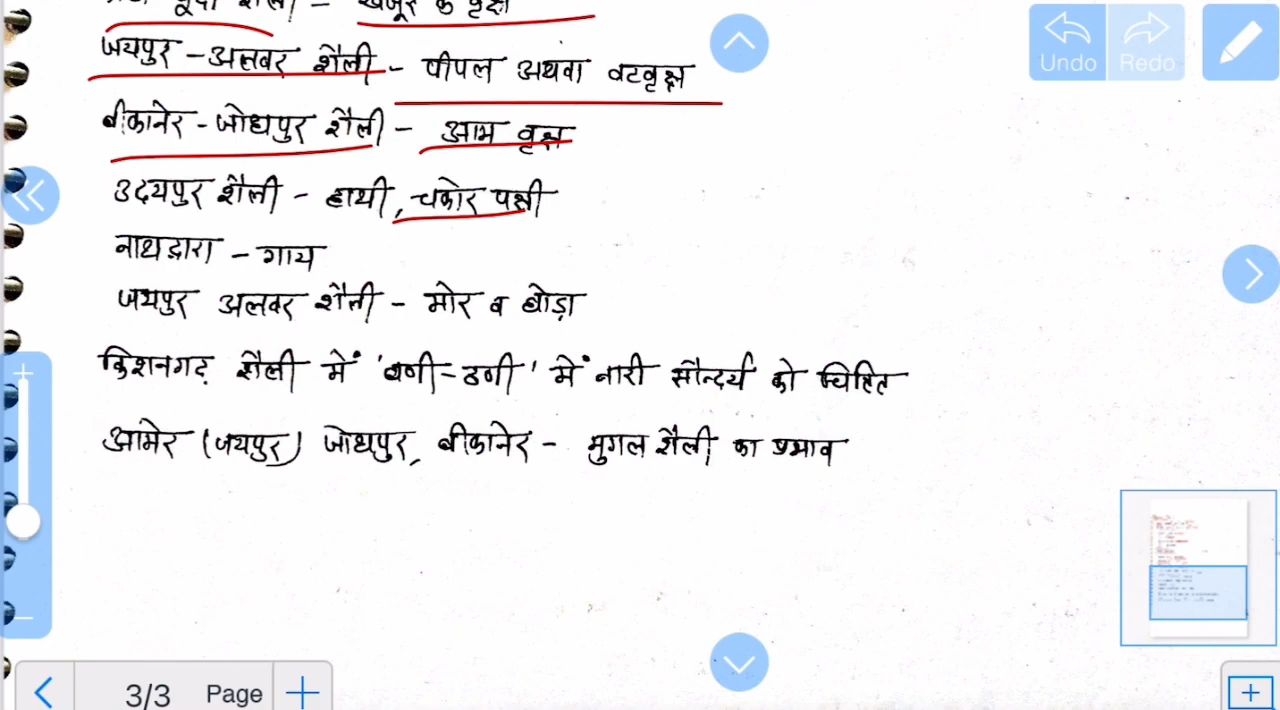 शैली - खजूर के वृक्ष
जयपुर - अलवर शैली - पीपल अथवा वटवृक्ष
बीकानेर - जोधपुर शैली - आम वृक्ष
उदयपुर शैली - हाथी, चकोर पक्षी
नाथद्वारा - गाय
जयपुर अलवर शैली - मोर व घोड़ा
किशनगढ़ शैली में 'बणी-ठणी' में नारी सौन्दर्य को चित्रित
आमेर (जयपुर) जोधपुर, बीकानेर - मुगल शैली का प्रभाव
Undo Redo
3/3 Page